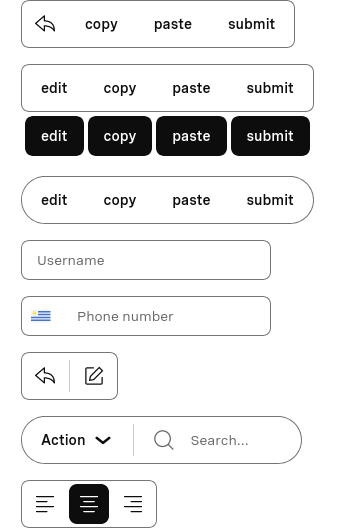 copy paste submit
edit copy paste submit
edit copy paste submit
edit copy paste submit
Username
Phone number
Action Search...